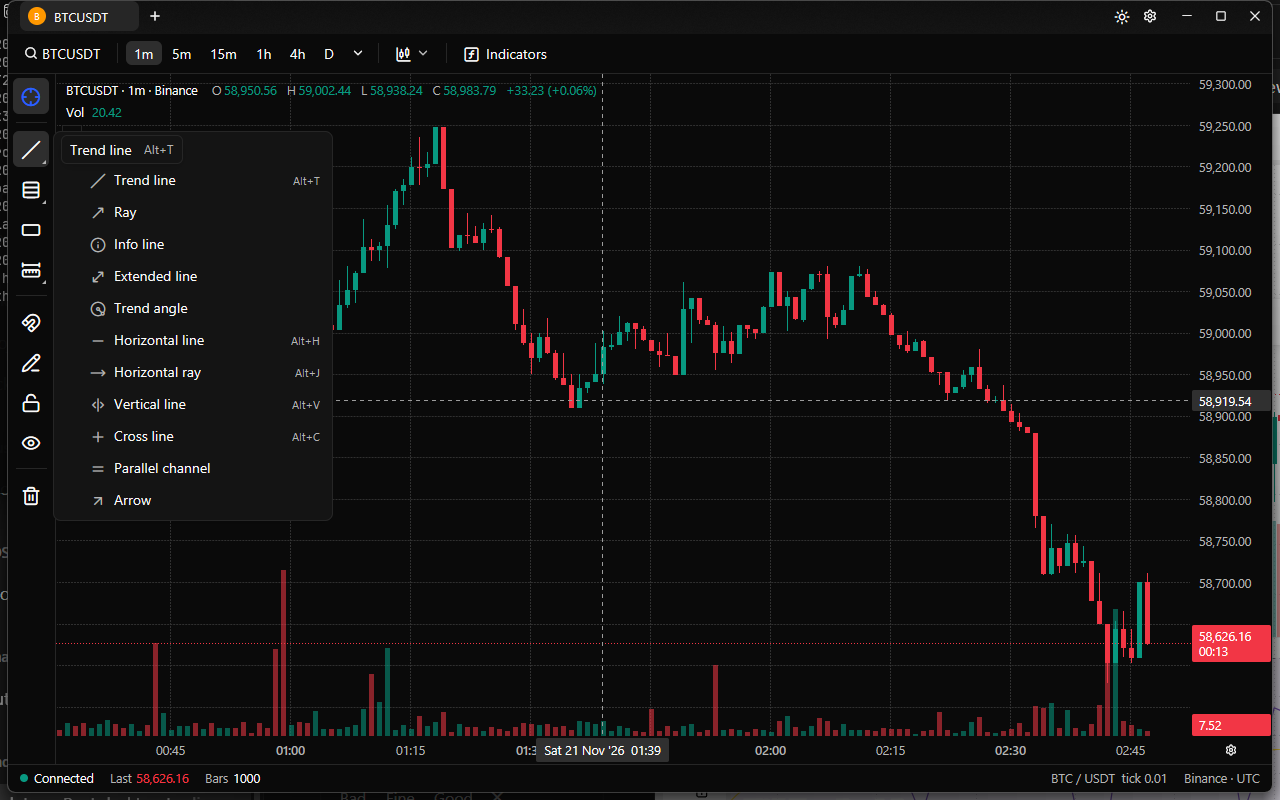 BTCUSDT
BTCUSDT 1m 5m 15m 1h 4h D Indicators
BTCUSDT · 1m · Binance O 58,950.56 H 59,002.44 L 58,938.24 C 58,983.79 +33.23 (+0.06%)
Vol 20.42
Trend line Alt+T
Trend line Alt+T
Ray
Info line
Extended line
Trend angle
Horizontal line Alt+H
Horizontal ray Alt+J
Vertical line Alt+V
Cross line Alt+C
Parallel channel
Arrow
59,300.00
59,250.00
59,200.00
59,150.00
59,100.00
59,050.00
59,000.00
58,950.00
58,919.54
58,900.00
58,850.00
58,800.00
58,750.00
58,700.00
58,626.16
00:13
7.52
00:45 01:00 01:15 Sat 21 Nov '26 01:39 02:00 02:15 02:30 02:45
Connected Last 58,626.16 Bars 1000 BTC / USDT tick 0.01 Binance · UTC